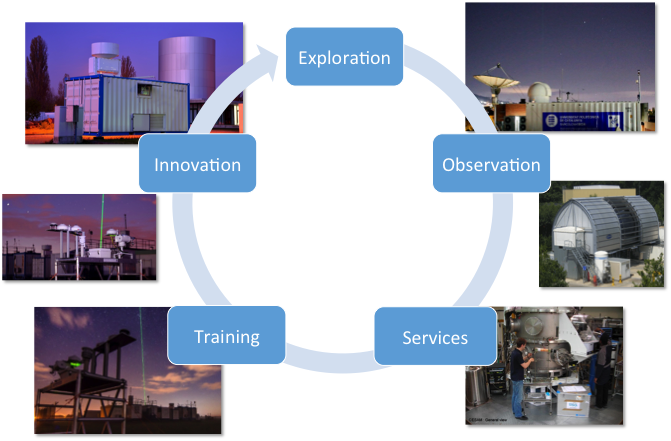 Exploration
Innovation
Observation
Training
Services